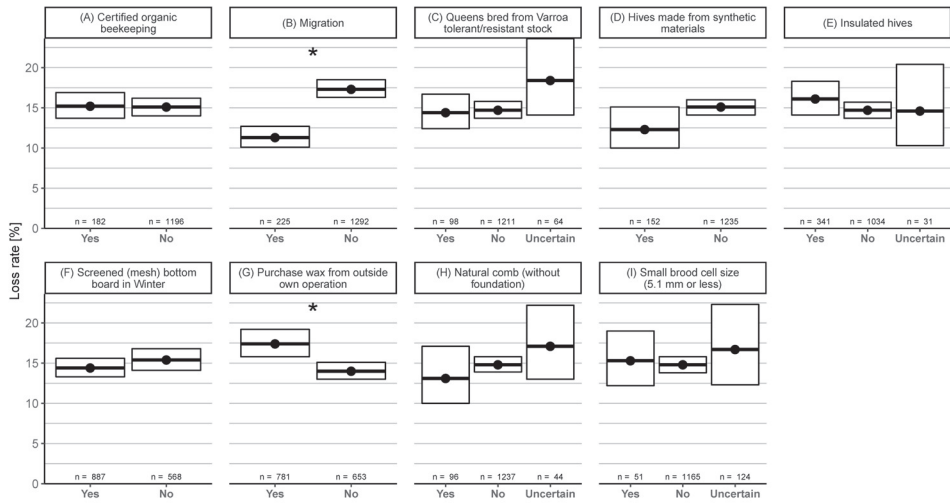 (A) Certified organic
beekeeping
(B) Migration
(C) Queens bred from Varroa
tolerant/resistant stock
(D) Hives made from synthetic
materials
(E) Insulated hives
*
20
15
10
5
0
n = 182 n = 1196
n = 225 n = 1292
n = 98 n = 1211 n = 64
n = 152 n = 1235
n = 341 n = 1034 n = 31
Yes No
Yes No
Yes No Uncertain
Yes No
Yes No Uncertain
Loss rate [%]
(F) Screened (mesh) bottom
board in Winter
(G) Purchase wax from outside
own operation
(H) Natural comb (without
foundation)
(I) Small brood cell size
(5.1 mm or less)
*
20
15
10
5
0
n = 887 n = 568
n = 781 n = 653
n = 96 n = 1237 n = 44
n = 51 n = 1165 n = 124
Yes No
Yes No
Yes No Uncertain
Yes No Uncertain